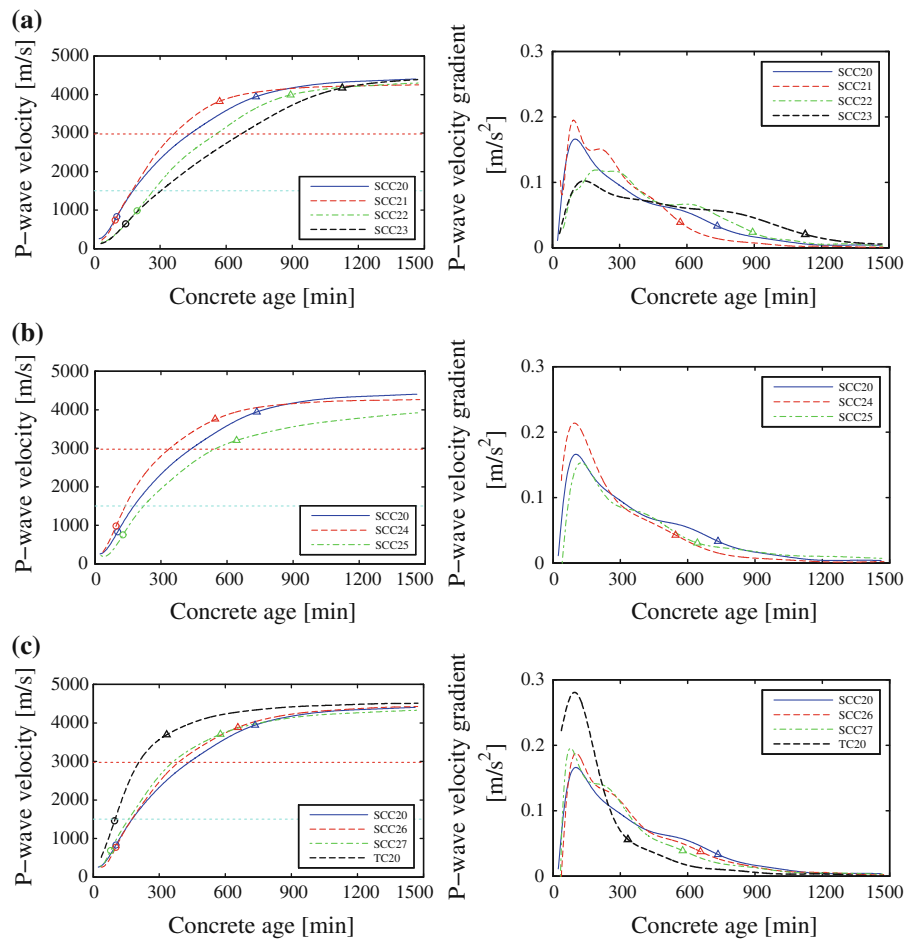 (a)
P-wave velocity [m/s]
5000
4000
3000
2000
1000
0
0 300 600 900 1200 1500
Concrete age [min]
SCC20
SCC21
SCC22
SCC23
P-wave velocity gradient
[m/s²]
0.3
0.2
0.1
0
0 300 600 900 1200 1500
Concrete age [min]
SCC20
SCC21
SCC22
SCC23
(b)
P-wave velocity [m/s]
5000
4000
3000
2000
1000
0
0 300 600 900 1200 1500
Concrete age [min]
SCC20
SCC24
SCC25
P-wave velocity gradient
[m/s²]
0.3
0.2
0.1
0
0 300 600 900 1200 1500
Concrete age [min]
SCC20
SCC24
SCC25
(c)
P-wave velocity [m/s]
5000
4000
3000
2000
1000
0
0 300 600 900 1200 1500
Concrete age [min]
SCC20
SCC26
SCC27
TC20
P-wave velocity gradient
[m/s²]
0.3
0.2
0.1
0
0 300 600 900 1200 1500
Concrete age [min]
SCC20
SCC26
SCC27
TC20